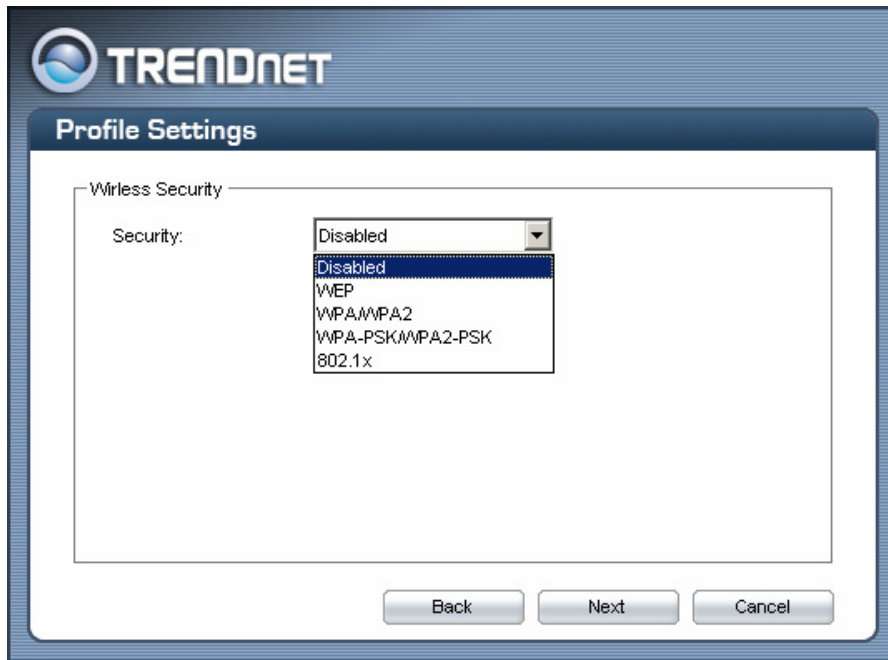 TRENDNET
Profile Settings
Wirless Security
Security:
Disabled
Disabled
WEP
WPA/WPA2
WPA-PSK/WPA2-PSK
802.1x
Back
Next
Cancel